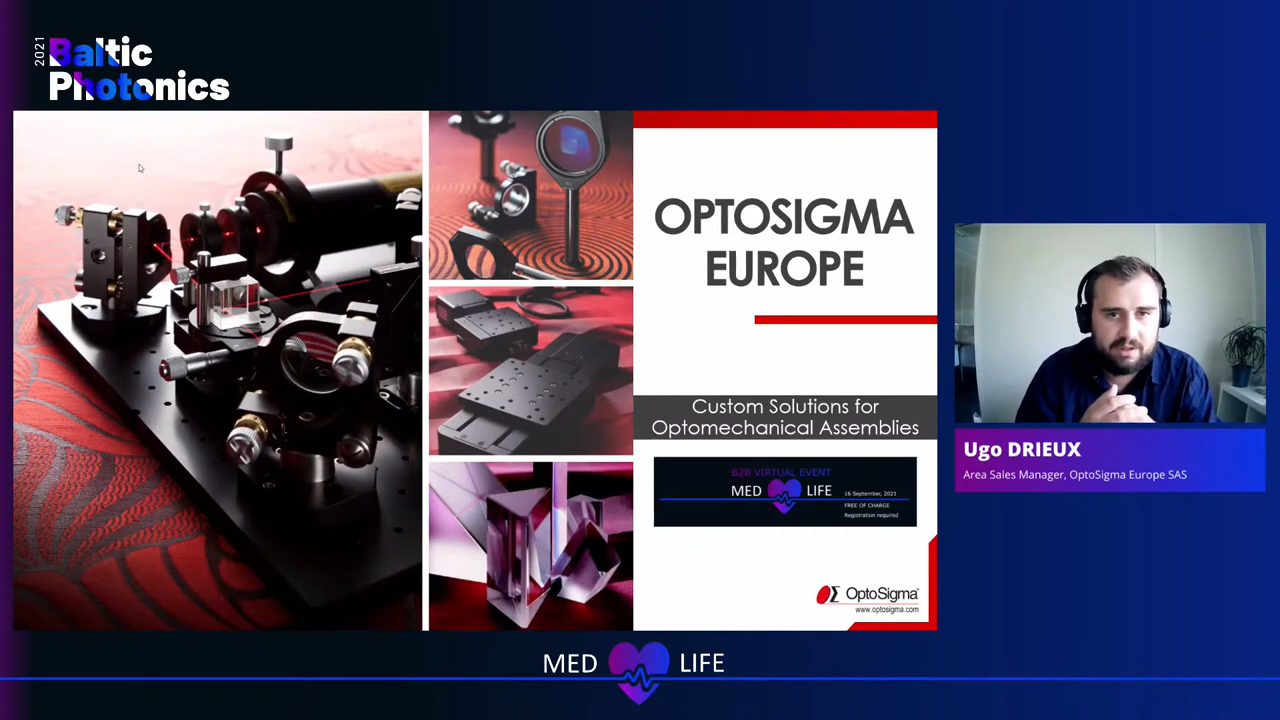 2021
Baltic
Photonics
OPTOSIGMA
EUROPE
Custom Solutions for
Optomechanical Assemblies
B2B VIRTUAL EVENT
MED LIFE
16 September, 2021
FREE OF CHARGE
Registration required
OptoSigma
www.optosigma.com
Ugo DRIEUX
Area Sales Manager, OptoSigma Europe SAS
MED LIFE